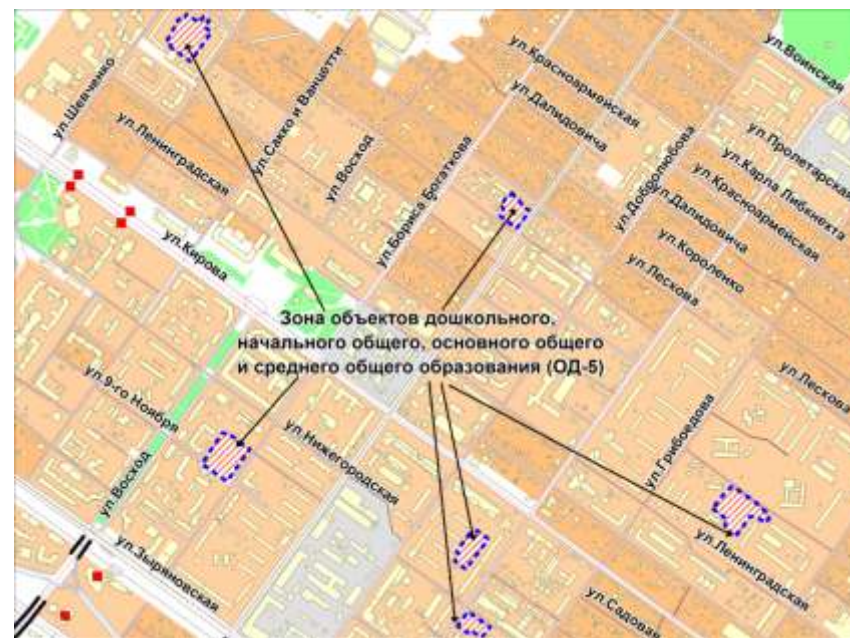 ул.Воинская
ул.Красноармейская
ул.Шевченко
ул.Сакко и Ванцетти
ул.Далидовича
ул.Ленинградская
ул.Восход
ул.Бориса Богаткова
ул.Добролюбова
ул.Пролетарская
ул.Карла Либкнехта
ул.Красноармейская
ул.Далидовича
ул.Короленко
ул.Лескова
ул.Кирова
Зона объектов дошкольного,
начального общего, основного общего
и среднего общего образования (ОД-5)
ул.Лескова
ул.9-го Ноября
ул.Нижегородская
ул.Грибоедова
ул.Восход
ул.Зыряновская
ул.Ленинградская
ул.Садовая